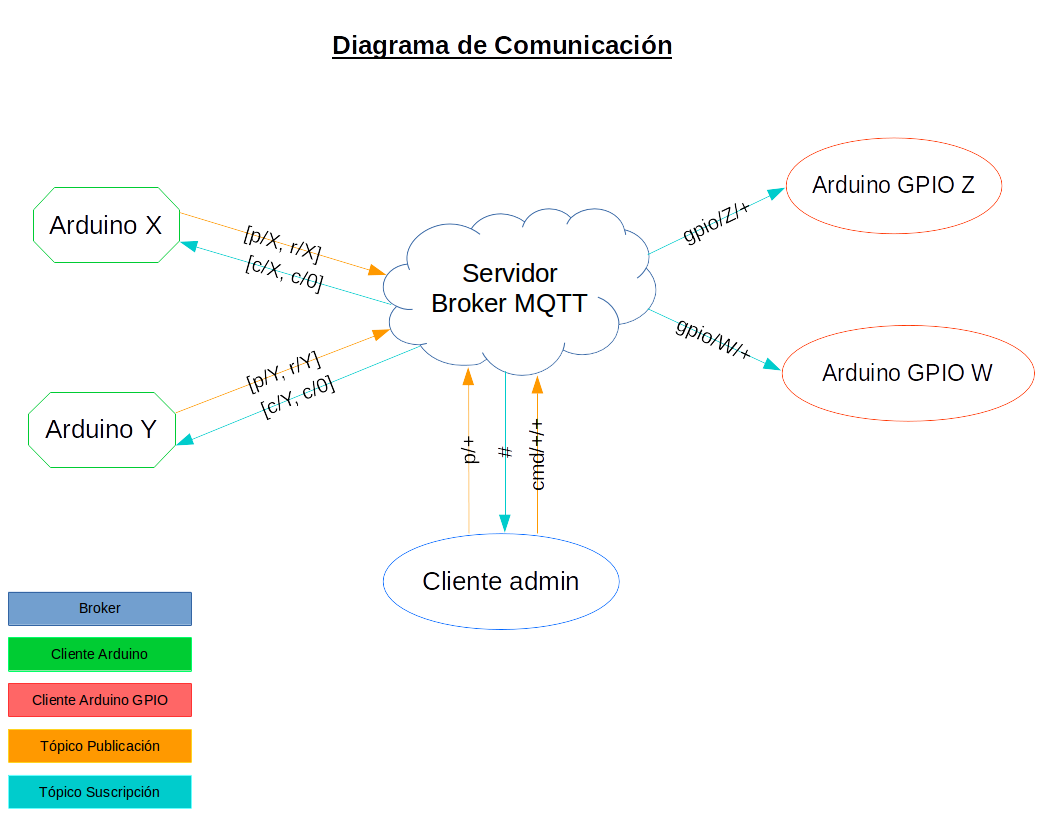 Diagrama de Comunicación
Arduino X
[p/X, r/X]
[c/X, c/0]
Servidor
Broker MQTT
gpio/Z/+
Arduino GPIO Z
gpio/W/+
Arduino GPIO W
[p/Y, r/Y]
[c/Y, c/0]
Arduino Y
p/+
#
cmd/+/+
Cliente admin
Broker
Cliente Arduino
Cliente Arduino GPIO
Tópico Publicación
Tópico Suscripción